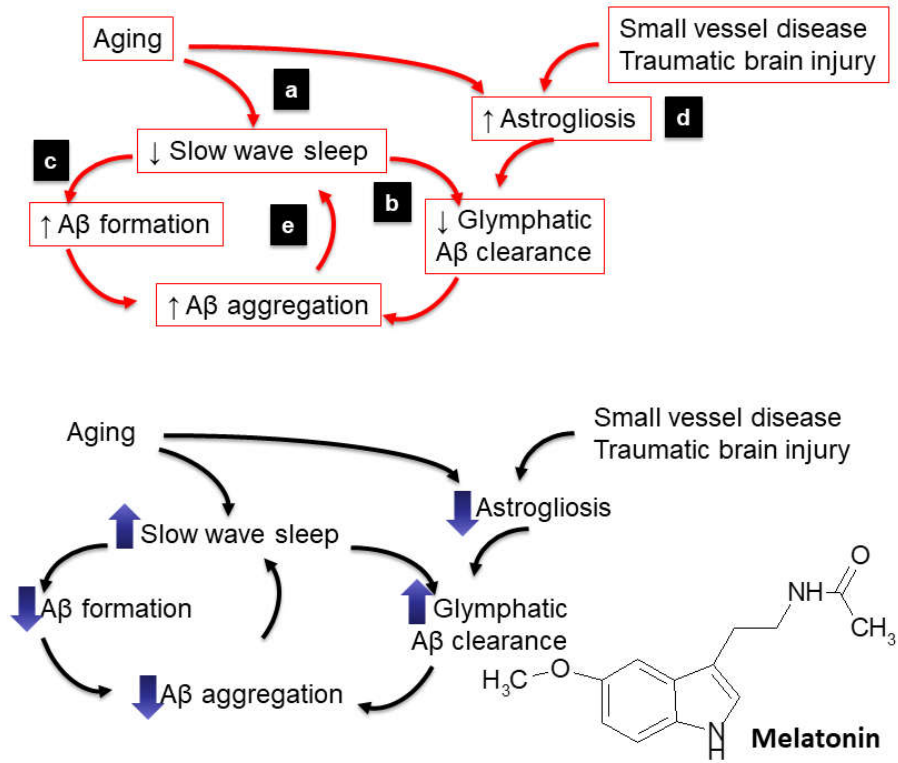 Aging
Small vessel disease
Traumatic brain injury
a
↑ Astrogliosis
d
↓ Slow wave sleep
c
b
↑ Aβ formation
e
↓ Glymphatic
Aβ clearance
↑ Aβ aggregation
Aging
Small vessel disease
Traumatic brain injury
Astrogliosis
Slow wave sleep
Aβ formation
Glymphatic
Aβ clearance
Aβ aggregation
O
NH
CH₃
H₃C
O
N
H
Melatonin